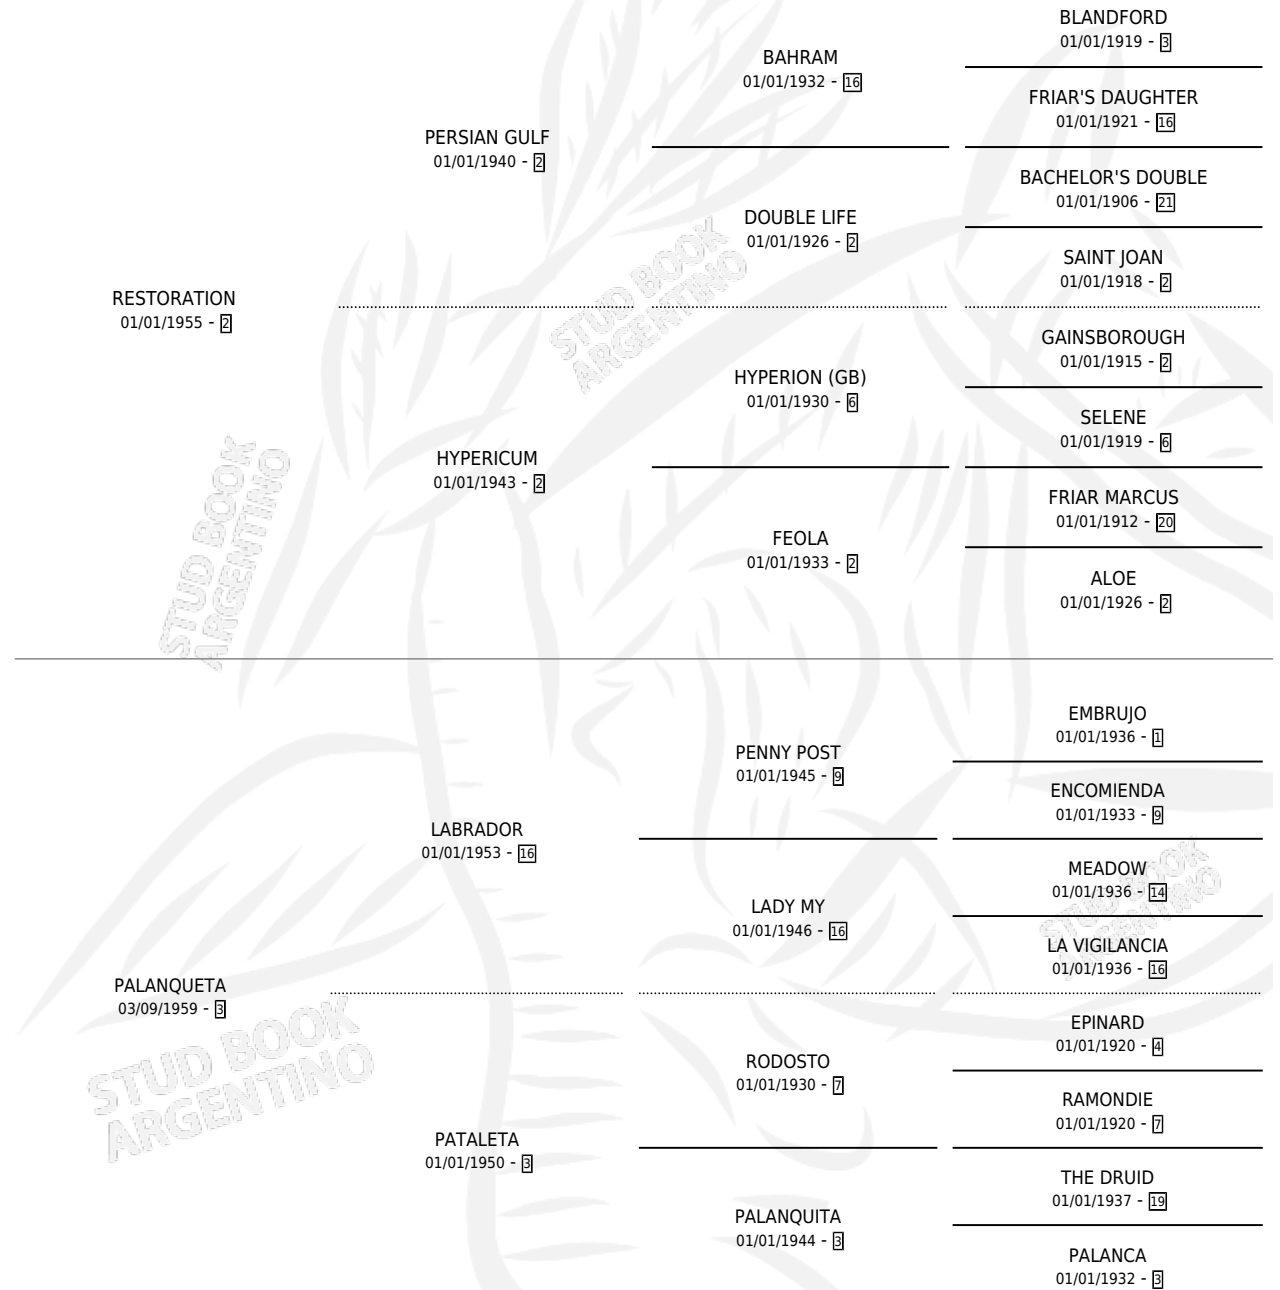 BLANDFORD
01/01/1919 - 3
BAHRAM
01/01/1932 - 16
FRIAR'S DAUGHTER
01/01/1921 - 16
PERSIAN GULF
01/01/1940 - 2
BACHELOR'S DOUBLE
01/01/1906 - 21
DOUBLE LIFE
01/01/1926 - 2
SAINT JOAN
01/01/1918 - 2
RESTORATION
01/01/1955 - 2
GAINSBOROUGH
01/01/1915 - 2
HYPERION (GB)
01/01/1930 - 6
SELENE
01/01/1919 - 6
HYPERICUM
01/01/1943 - 2
FRIAR MARCUS
01/01/1912 - 20
FEOLA
01/01/1933 - 2
ALOE
01/01/1926 - 2
EMBRUJO
01/01/1936 - 1
PENNY POST
01/01/1945 - 9
ENCOMIENDA
01/01/1933 - 9
LABRADOR
01/01/1953 - 16
MEADOW
01/01/1936 - 14
LADY MY
01/01/1946 - 16
LA VIGILANCIA
01/01/1936 - 16
PALANQUETA
03/09/1959 - 3
EPINARD
01/01/1920 - 4
RODOSTO
01/01/1930 - 7
RAMONDIE
01/01/1920 - 7
PATALETA
01/01/1950 - 3
THE DRUID
01/01/1937 - 19
PALANQUITA
01/01/1944 - 3
PALANCA
01/01/1932 - 3
STUD BOOK
ARGENTINO
STUD BOOK
ARGENTINO
STUD BOOK
ARGENTINO
STUD BOOK
ARGENTINO